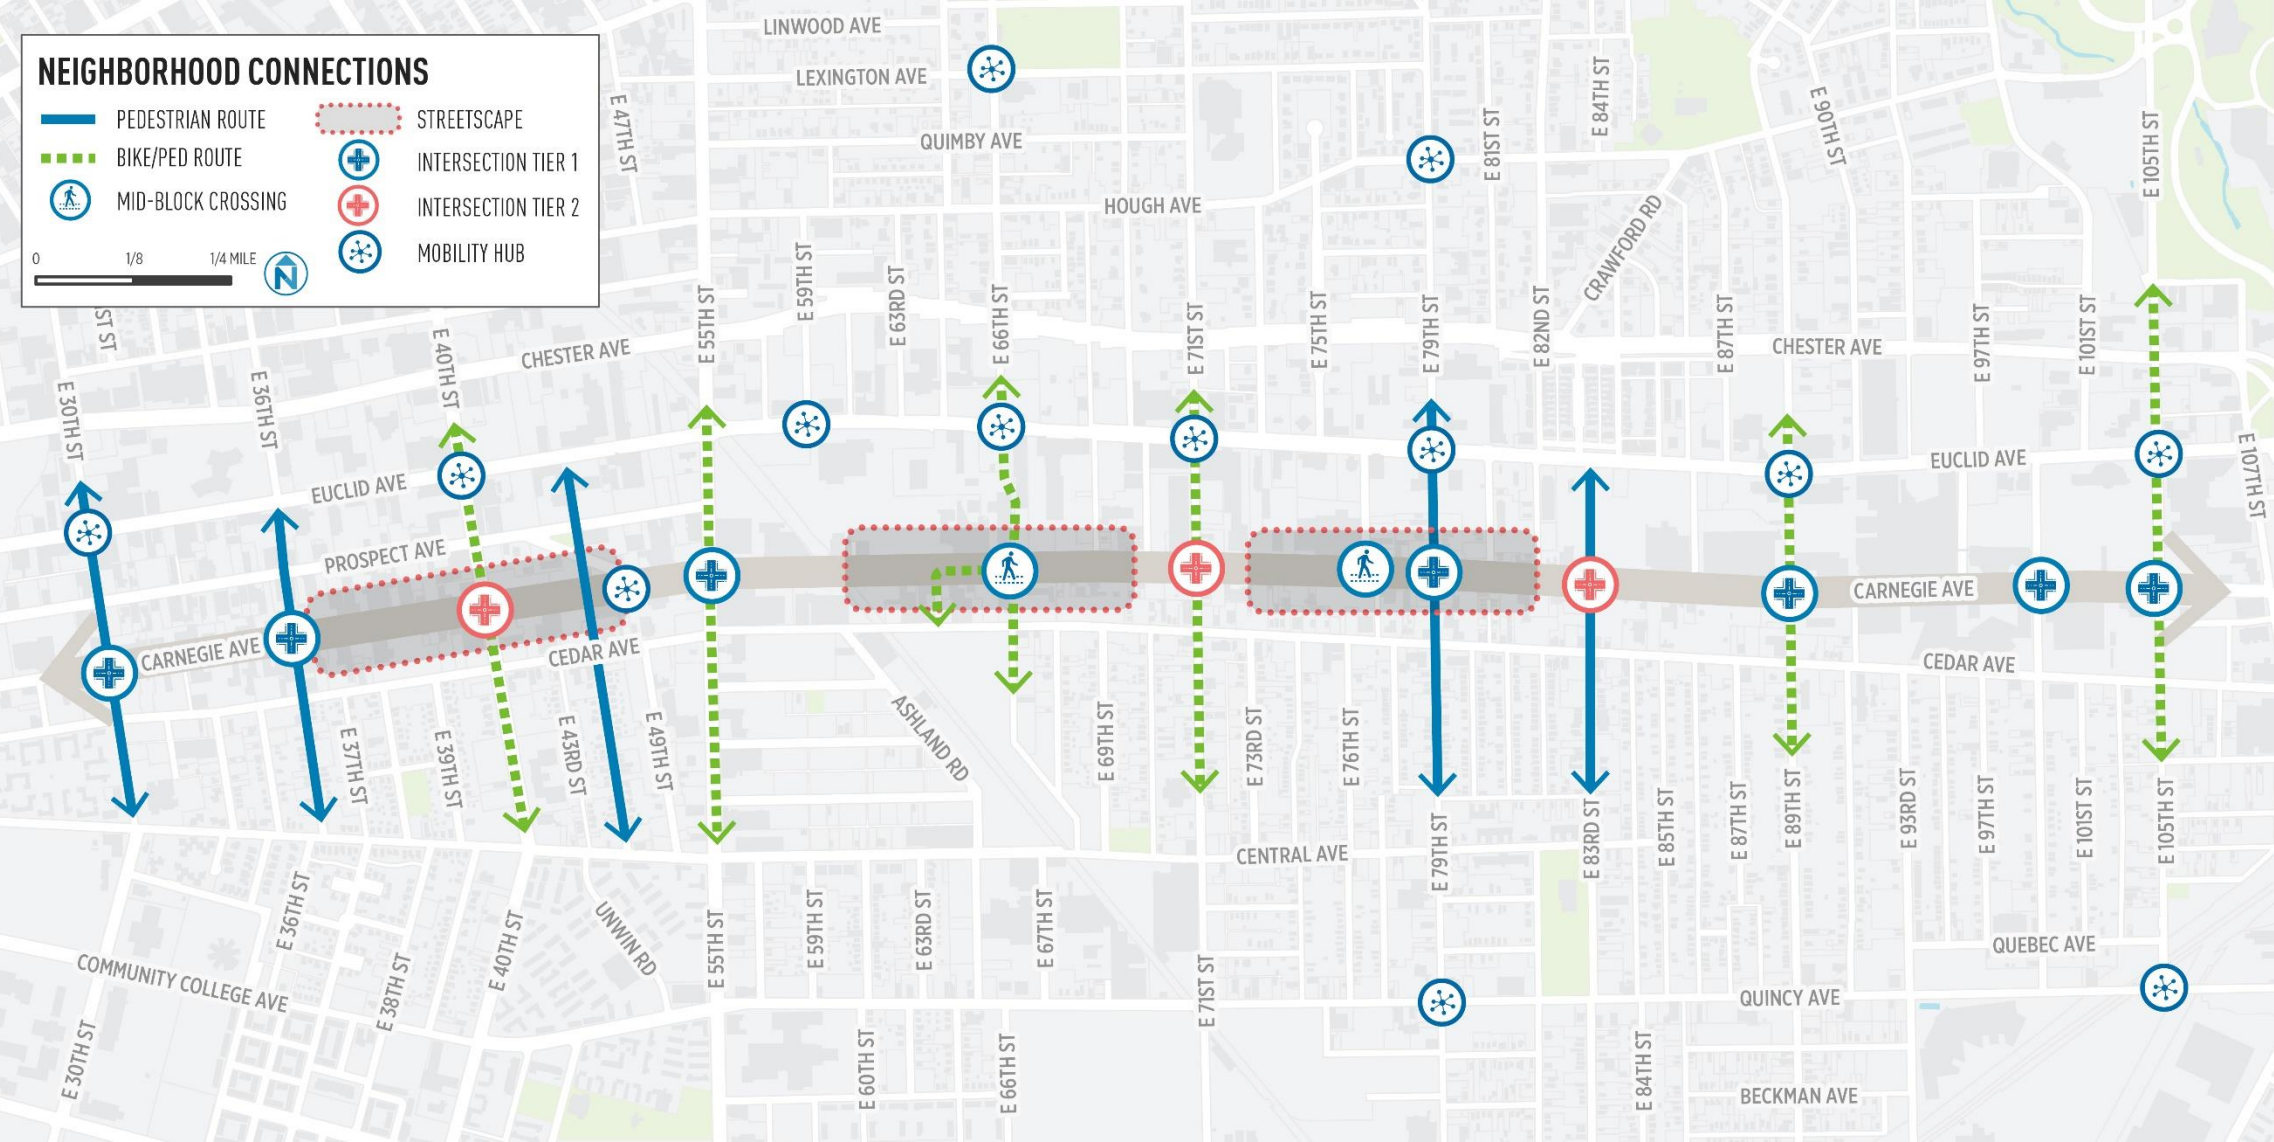 NEIGHBORHOOD CONNECTIONS
PEDESTRIAN ROUTE
BIKE/PED ROUTE
MID-BLOCK CROSSING
STREETSCAPE
INTERSECTION TIER 1
INTERSECTION TIER 2
MOBILITY HUB
0 1/8 1/4 MILE
N
LINWOOD AVE
LEXINGTON AVE
QUIMBY AVE
HOUGH AVE
E 47TH ST
E 81ST ST
E 84TH ST
E 90TH ST
E 105TH ST
CRAWFORD RD
ST ST
E 30TH ST
E 36TH ST
E 40TH ST
CHESTER AVE
E 55TH ST
E 59TH ST
E 63RD ST
E 66TH ST
E 71ST ST
E 75TH ST
E 79TH ST
E 82ND ST
E 87TH ST
CHESTER AVE
E 97TH ST
E 101ST ST
EUCLID AVE
EUCLID AVE
E 107TH ST
PROSPECT AVE
CARNEGIE AVE
CARNEGIE AVE
CEDAR AVE
CEDAR AVE
E 37TH ST
E 39TH ST
E 43RD ST
E 49TH ST
ASHLAND RD
E 69TH ST
E 73RD ST
E 76TH ST
E 79TH ST
E 83RD ST
E 85TH ST
E 87TH ST
E 89TH ST
E 93RD ST
E 97TH ST
E 101ST ST
E 105TH ST
CENTRAL AVE
E 36TH ST
E 38TH ST
E 40TH ST
UNWIN RD
E 55TH ST
E 59TH ST
E 63RD ST
E 67TH ST
E 71ST ST
QUEBEC AVE
COMMUNITY COLLEGE AVE
QUINCY AVE
E 30TH ST
E 60TH ST
E 66TH ST
E 84TH ST
BECKMAN AVE